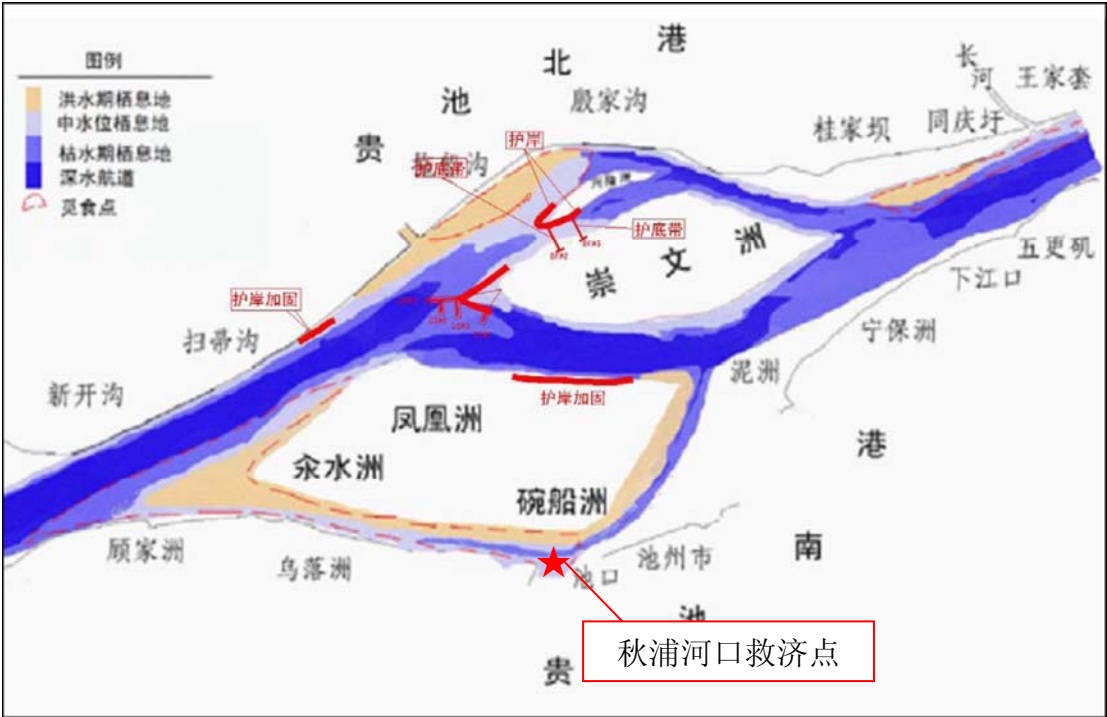 图例
洪水期栖息地
中水位栖息地
枯水期栖息地
深水航道
觅食点
贵
池
北
港
殷家沟
长
河
王家套
桂家坝
同庆圩
护岸
护底带
兴隆洲
护底带
崇
文
洲
护岸加固
扫帚沟
新开沟
五更矶
下江口
宁保洲
泥洲
护岸加固
凤凰洲
汆水洲
碗船洲
顾家洲
乌落洲
池口
池州市
港
南
池
贵
秋浦河口救济点